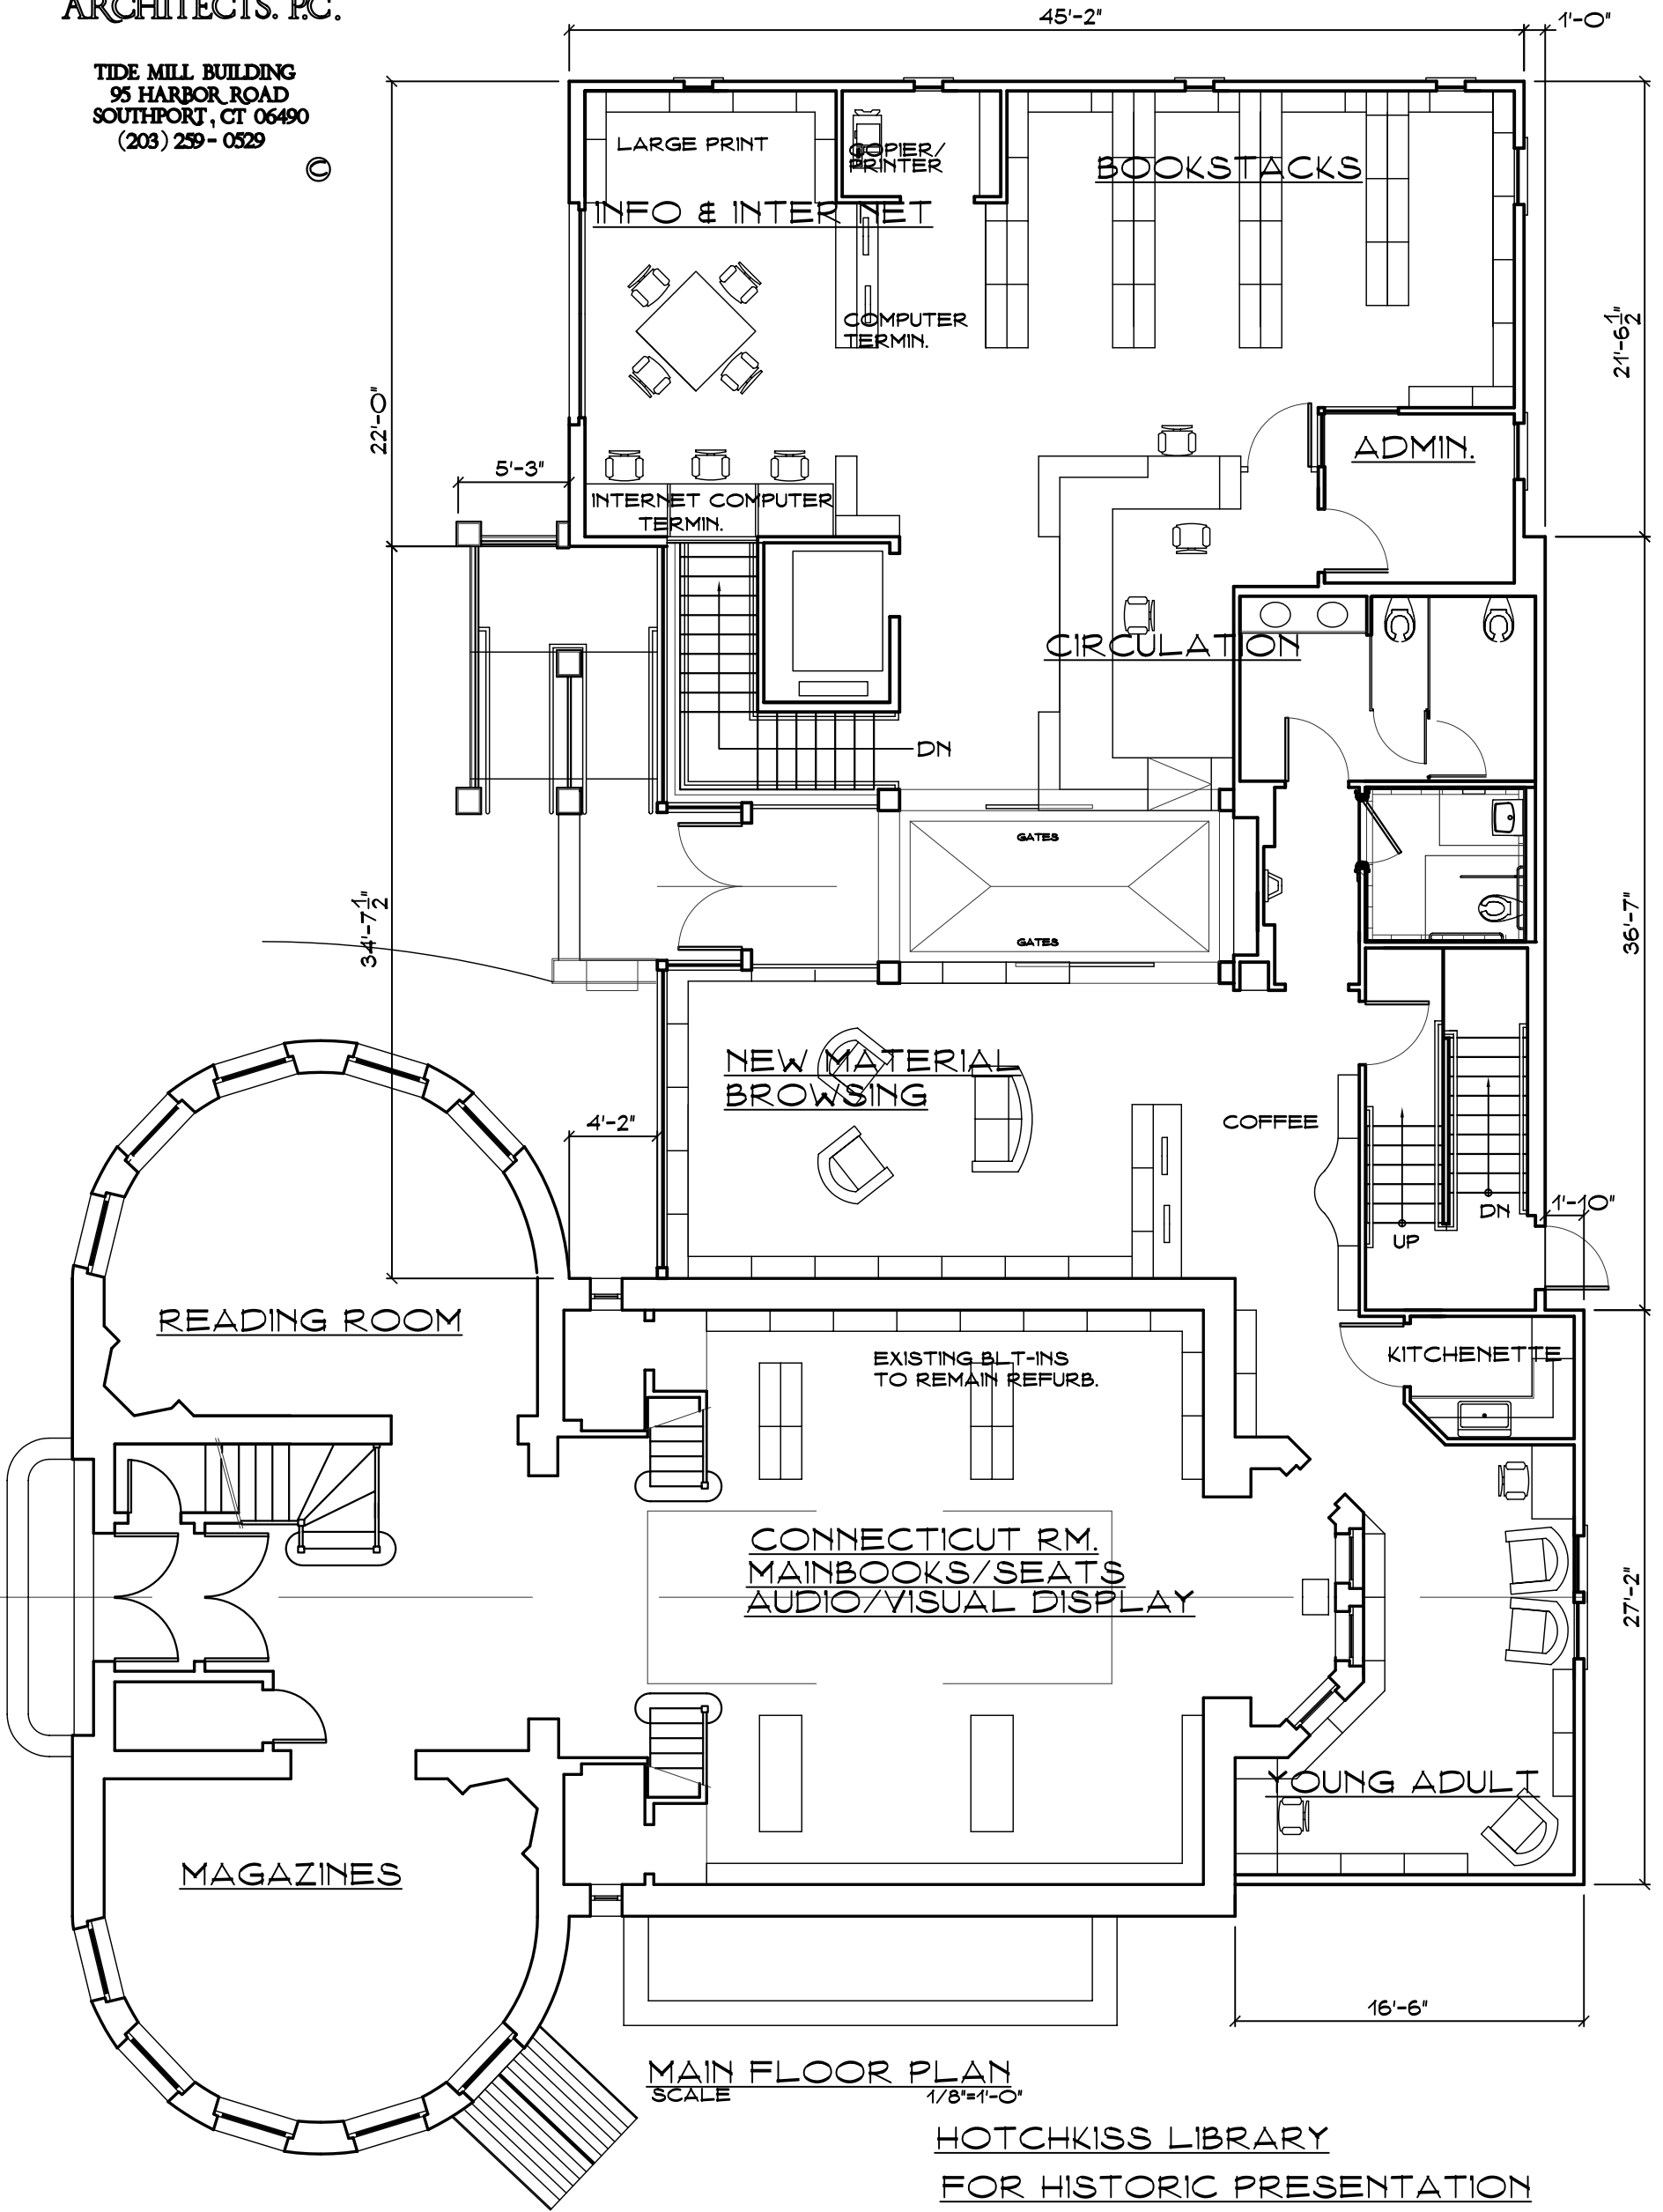 ARCHITECTS. P.C.
TIDE MILL BUILDING
95 HARBOR ROAD
SOUTHPORT, CT 06490
(203) 259-0529
©
45'-2"
1'-0"
LARGE PRINT
COPIER/
PRINTER
BOOKSTACKS
INFO & INTERNET
COMPUTER
TERMIN.
22'-0"
21'-6 1/2"
5'-3"
ADMIN.
INTERNET COMPUTER
TERMIN.
CIRCULATION
DN
GATES
GATES
34'-7 1/2"
36'-7"
NEW MATERIAL
BROWSING
4'-2"
COFFEE
UP
DN
1'-10"
READING ROOM
EXISTING BLT-INS
TO REMAIN REFURB.
KITCHENETTE
CONNECTICUT RM.
MAINBOOKS/SEATS
AUDIO/VISUAL DISPLAY
27'-2"
YOUNG ADULT
MAGAZINES
16'-6"
MAIN FLOOR PLAN
SCALE 1/8"=1'-0"
HOTCHKISS LIBRARY
FOR HISTORIC PRESENTATION